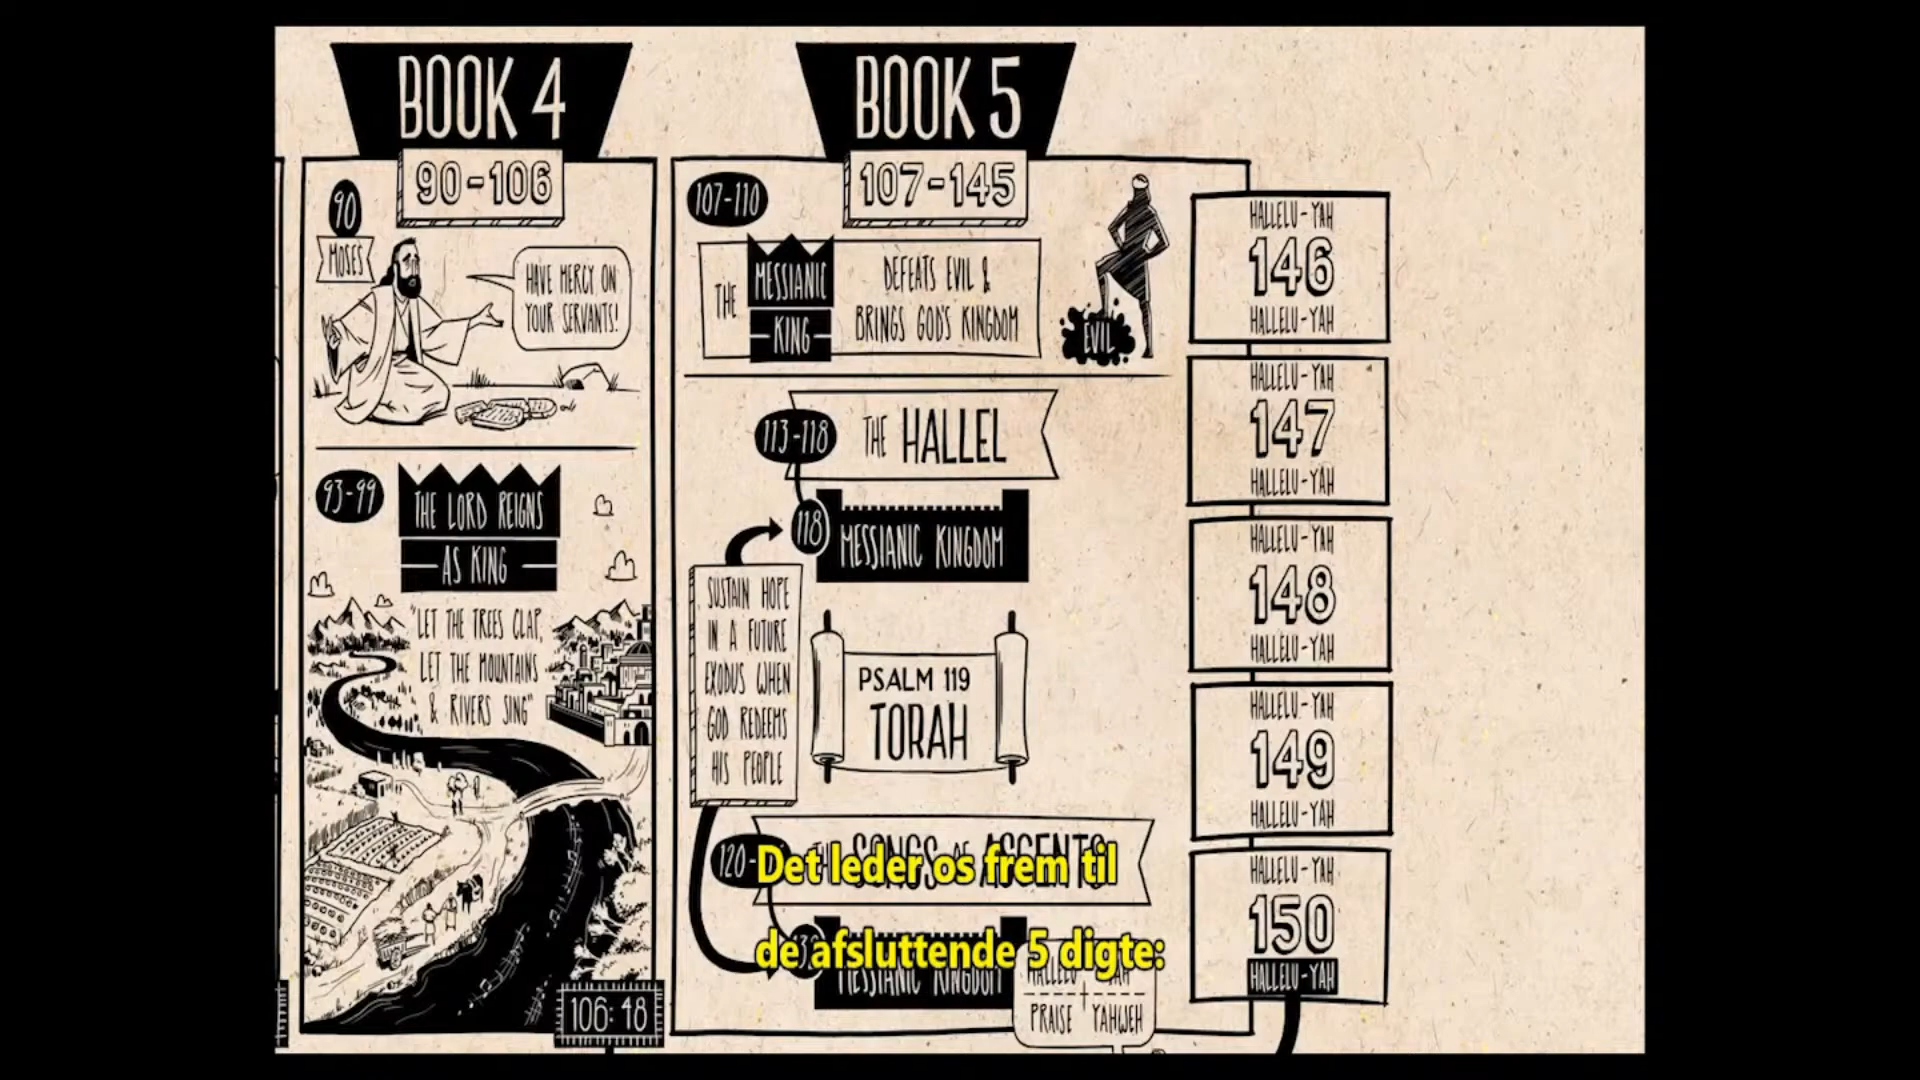 BOOK 4
90-106
90
MOSES
HAVE MERCY ON
YOUR SERVANTS!
93-99
THE LORD REIGNS
AS KING
"LET THE TREES CLAP,
LET THE MOUNTAINS
& RIVERS SING"
106:48
BOOK 5
107-145
107-110
THE
MESSIANIC
KING
DEFEATS EVIL &
BRINGS GOD'S KINGDOM
EVIL
113-118
THE HALLEL
118
MESSIANIC KINGDOM
SUSTAIN HOPE
IN A FUTURE
EXODUS WHEN
GOD REDEEMS
HIS PEOPLE
PSALM 119
TORAH
120-
SONGS OF ASCENTS
Det leder os frem til
de afsluttende 5 digte:
MESSIANIC KINGDOM
PRAISE YAHWEH
HALLELU-YAH
146
HALLELU-YAH
HALLELU-YAH
147
HALLELU-YAH
HALLELU-YAH
148
HALLELU-YAH
HALLELU-YAH
149
HALLELU-YAH
HALLELU-YAH
150
HALLELU-YAH